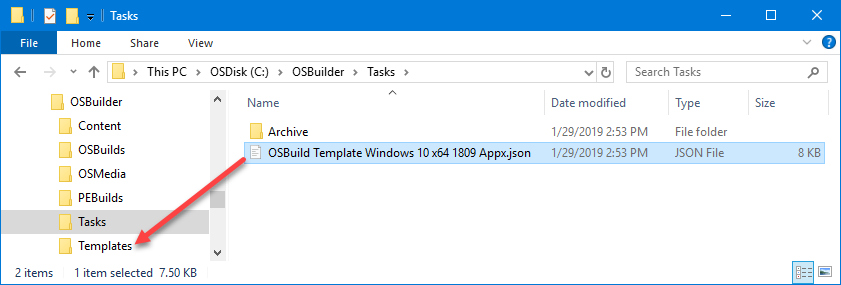 Tasks
File Home Share View
This PC OSDisk (C:) OSBuilder Tasks Search Tasks
OSBuilder
Content
OSBuilds
OSMedia
PEBuilds
Tasks
Templates
Name Date modified Type Size
Archive 1/29/2019 2:53 PM File folder
OSBuild Template Windows 10 x64 1809 Appx.json 1/29/2019 2:53 PM JSON File 8 KB
2 items 1 item selected 7.50 KB